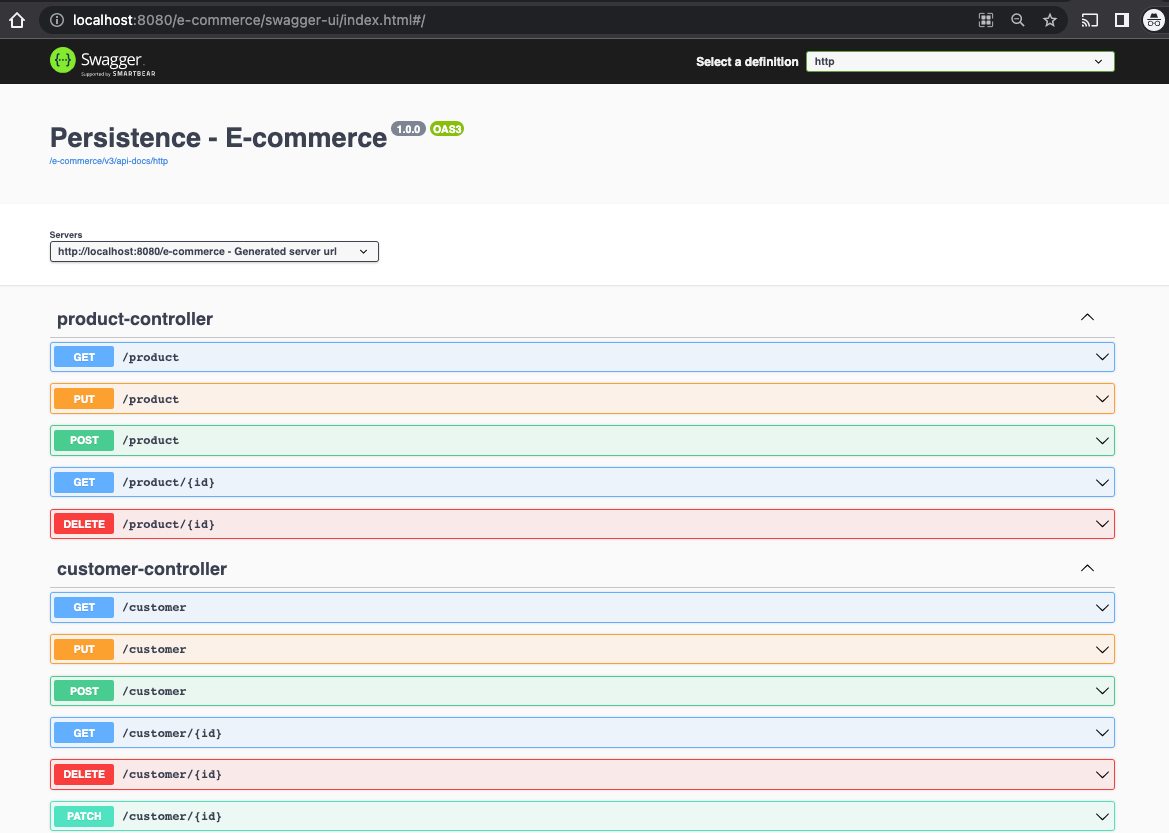 localhost:8080/e-commerce/swagger-ui/index.html#/
Swagger.
Supported by SMARTBEAR
Select a definition
http
Persistence - E-commerce 1.0.0 OAS3
/e-commerce/v3/api-docs/http
Servers
http://localhost:8080/e-commerce - Generated server url
product-controller
GET /product
PUT /product
POST /product
GET /product/{id}
DELETE /product/{id}
customer-controller
GET /customer
PUT /customer
POST /customer
GET /customer/{id}
DELETE /customer/{id}
PATCH /customer/{id}